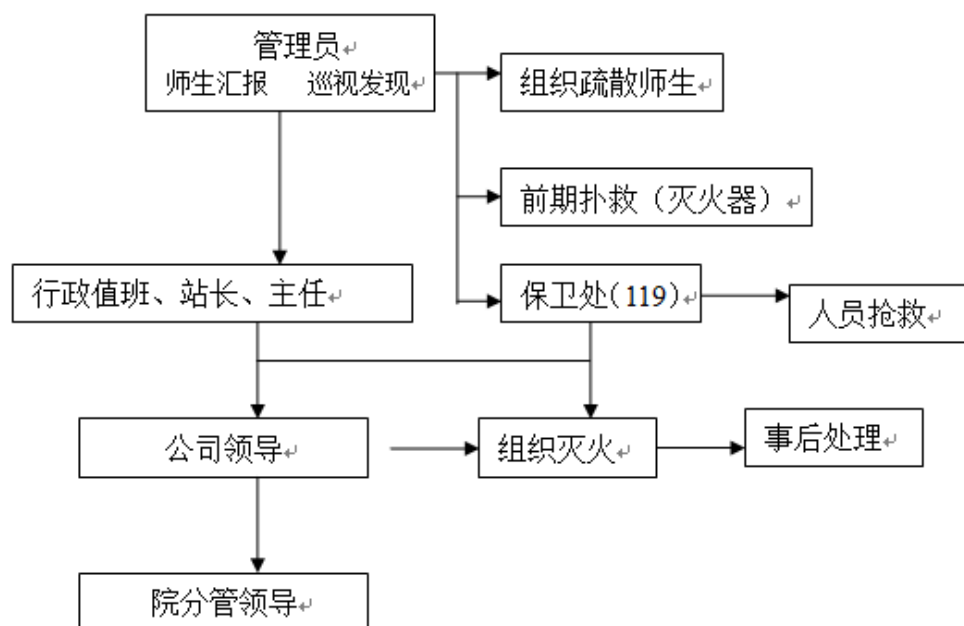 管理员
师生汇报 巡视发现
组织疏散师生
前期扑救（灭火器）
行政值班、站长、主任
保卫处（119）
人员抢救
公司领导
组织灭火
事后处理
院分管领导